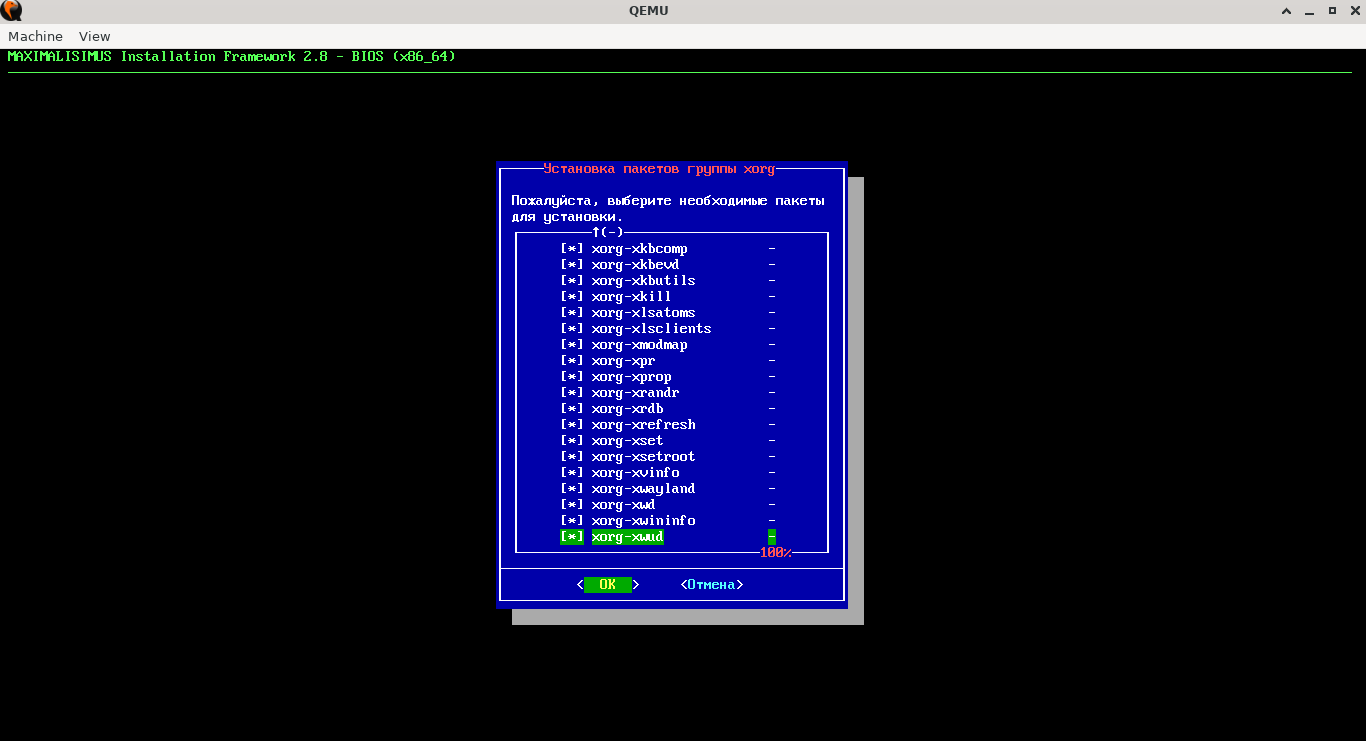 QEMU
Machine View
MAXIMALISIMUS Installation Framework 2.8 - BIOS (x86_64)
Установка пакетов группы xorg
Пожалуйста, выберите необходимые пакеты
для установки.
↑(-)
[*] xorg-xkbcomp -
[*] xorg-xkbevd -
[*] xorg-xkbutils -
[*] xorg-xkill -
[*] xorg-xlsatoms -
[*] xorg-xlsclients -
[*] xorg-xmodmap -
[*] xorg-xpr -
[*] xorg-xprop -
[*] xorg-xrandr -
[*] xorg-xrdb -
[*] xorg-xrefresh -
[*] xorg-xset -
[*] xorg-xsetroot -
[*] xorg-xvinfo -
[*] xorg-xwayland -
[*] xorg-xwd -
[*] xorg-xwininfo -
[*] xorg-xwud -
100%
< OK > <Отмена>